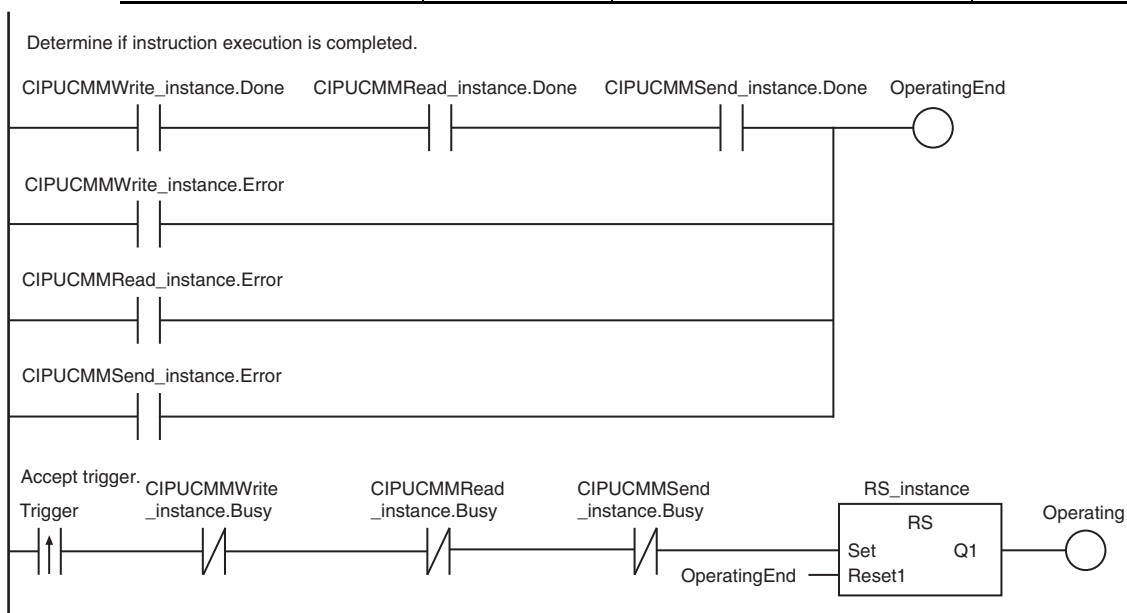 Determine if instruction execution is completed.
CIPUCMMWrite_instance.Done CIPUCMMRead_instance.Done CIPUCMMSend_instance.Done OperatingEnd
CIPUCMMWrite_instance.Error
CIPUCMMRead_instance.Error
CIPUCMMSend_instance.Error
Accept trigger.
Trigger
CIPUCMMWrite
_instance.Busy
CIPUCMMRead
_instance.Busy
CIPUCMMSend
_instance.Busy
RS_instance
RS
Set Q1
OperatingEnd Reset1
Operating